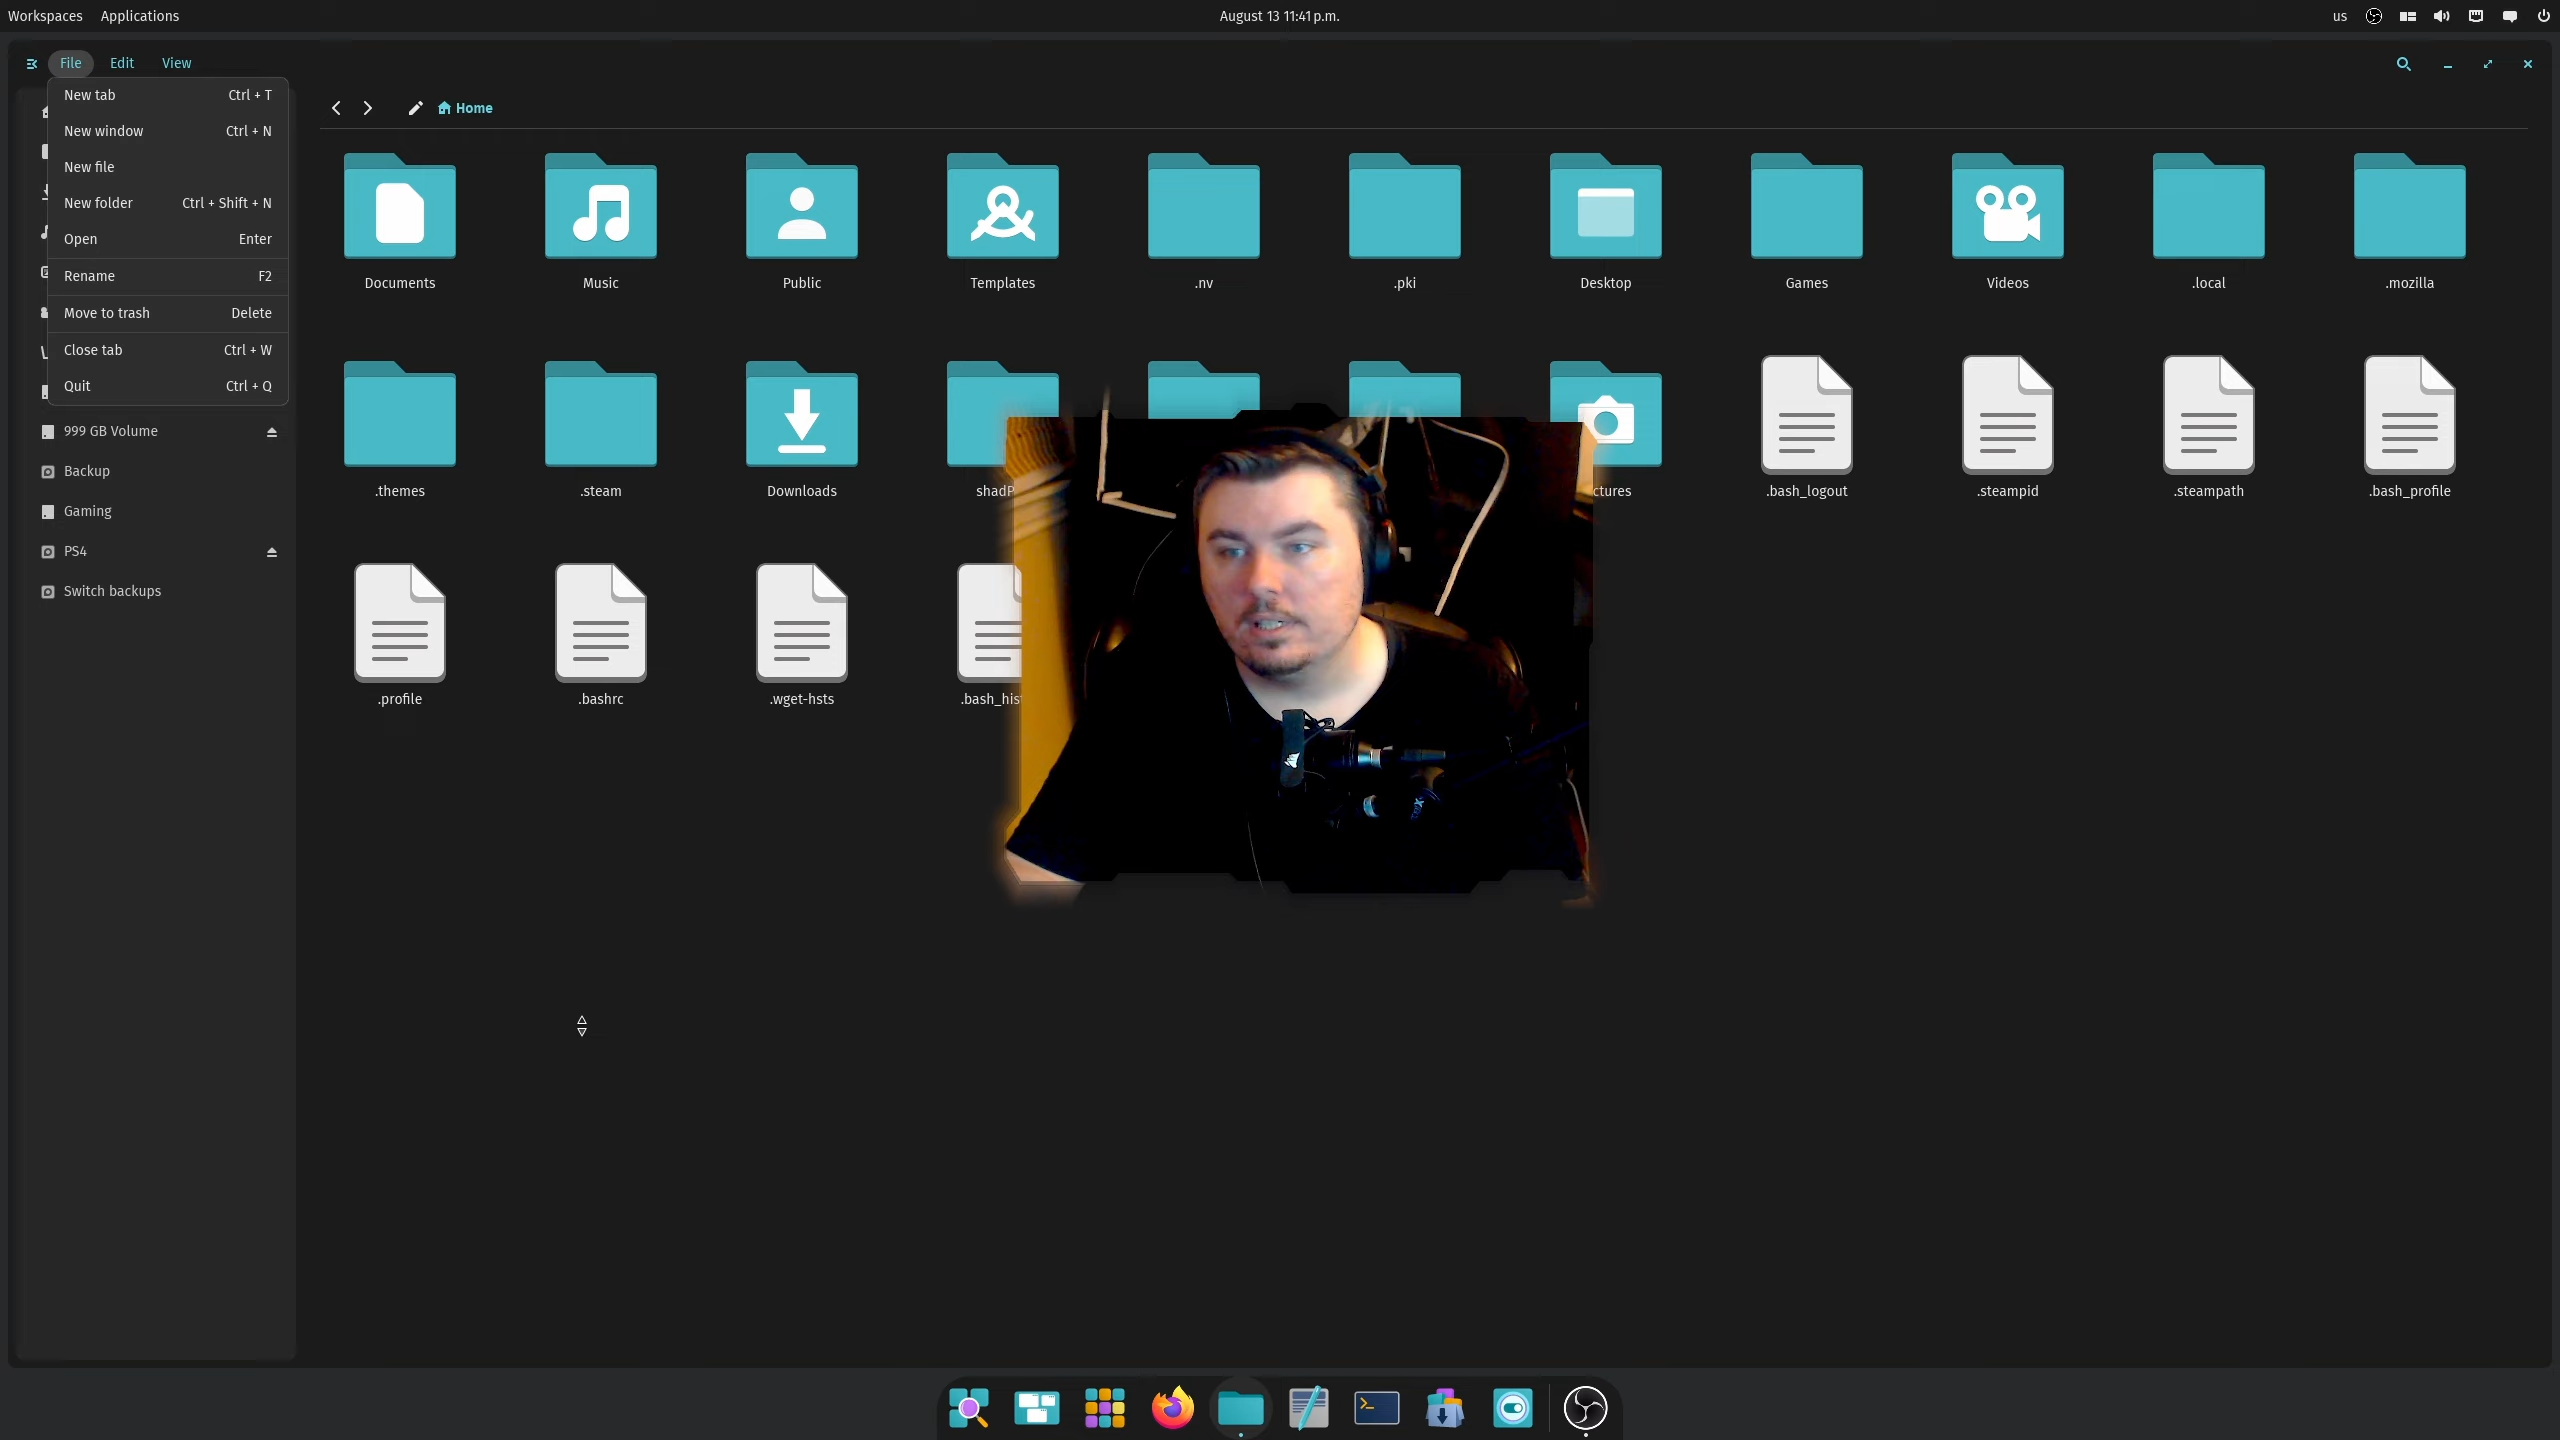 Workspaces Applications August 13 11:41 p.m. us
File Edit View
New tab Ctrl + T
New window Ctrl + N
New file
New folder Ctrl + Shift + N
Open Enter
Rename F2
Move to trash Delete
Close tab Ctrl + W
Quit Ctrl + Q
999 GB Volume
Backup
Gaming
PS4
Switch backups
Home
Documents Music Public Templates .nv .pki Desktop Games Videos .local .mozilla
.themes .steam Downloads shadP ctures .bash_logout .steampid .steampath .bash_profile
.profile .bashrc .wget-hsts .bash_his